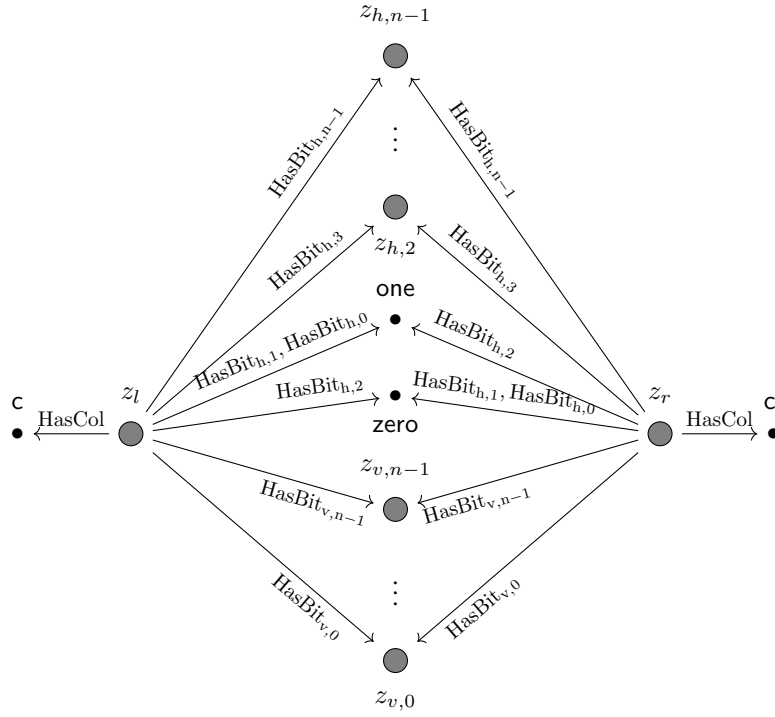 z_{h,n−1}
HasBit_{h,n−1}
HasBit_{h,n−1}
⋮
HasBit_{h,3}
HasBit_{h,3}
z_{h,2}
one
HasBit_{h,1}, HasBit_{h,0}
HasBit_{h,2}
HasBit_{h,2}
HasBit_{h,1}, HasBit_{h,0}
z_l
z_r
c
HasCol
HasCol
c
zero
z_{v,n−1}
HasBit_{v,n−1}
HasBit_{v,n−1}
⋮
HasBit_{v,0}
HasBit_{v,0}
z_{v,0}